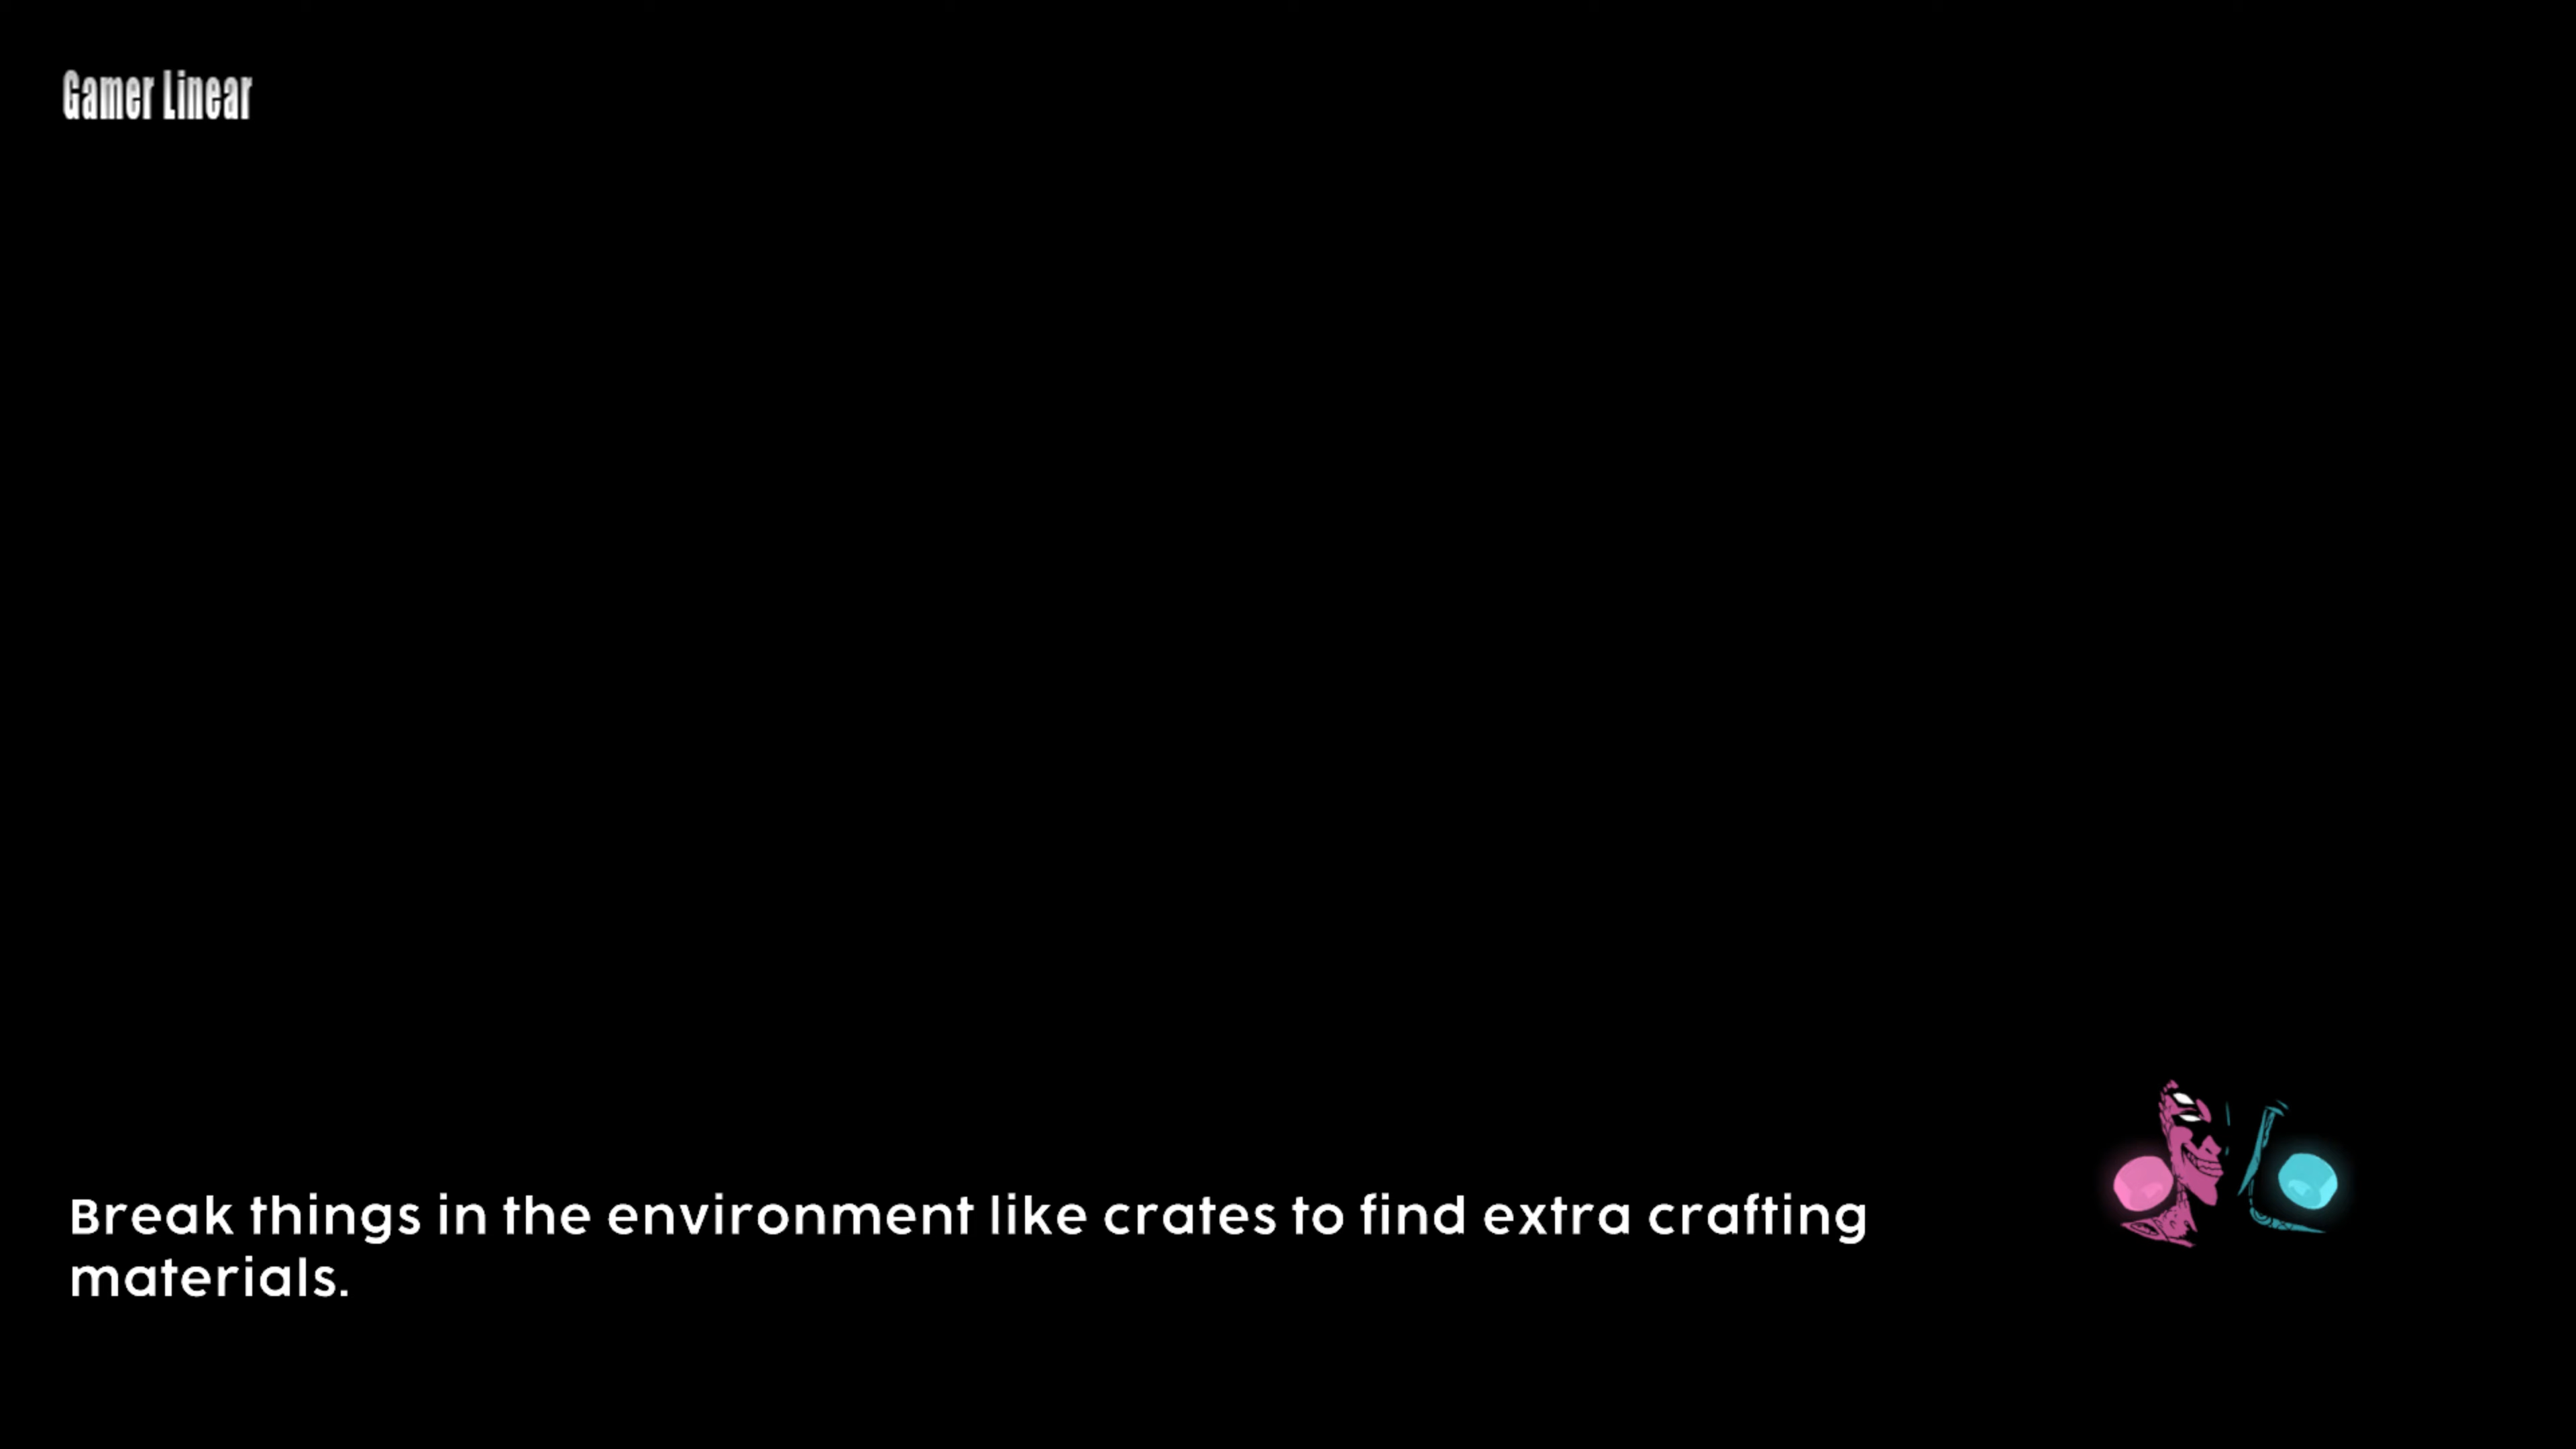 Gamer Linear
Break things in the environment like crates to find extra crafting
materials.